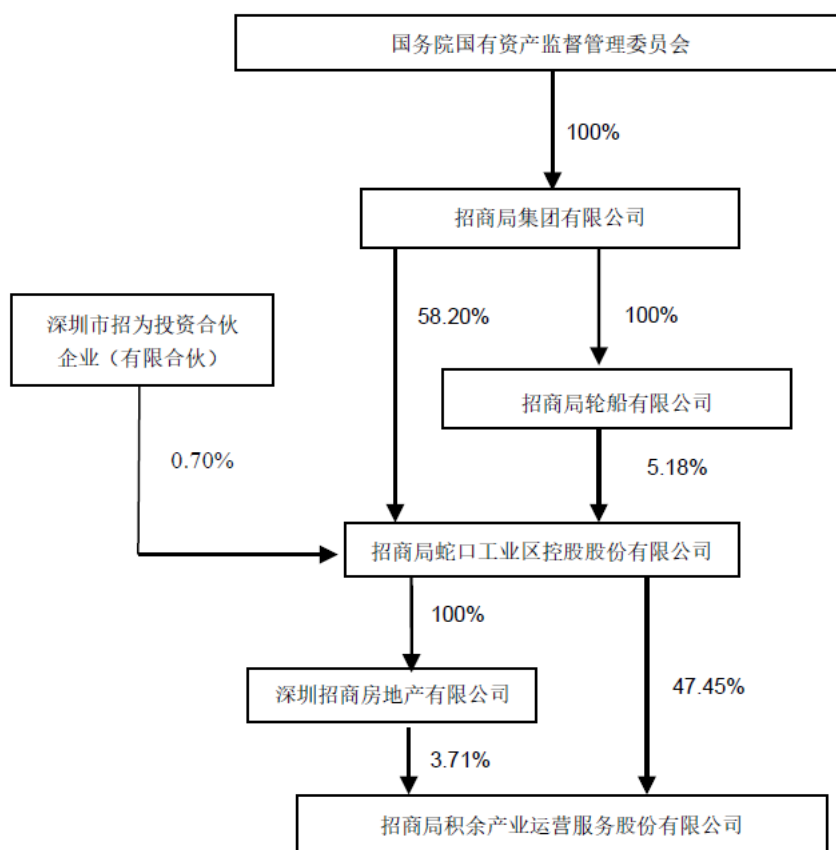 国务院国有资产监督管理委员会
100%
招商局集团有限公司
58.20%
100%
深圳市招为投资合伙
企业（有限合伙）
招商局轮船有限公司
0.70%
5.18%
招商局蛇口工业区控股股份有限公司
100%
深圳招商房地产有限公司
47.45%
3.71%
招商局积余产业运营服务股份有限公司